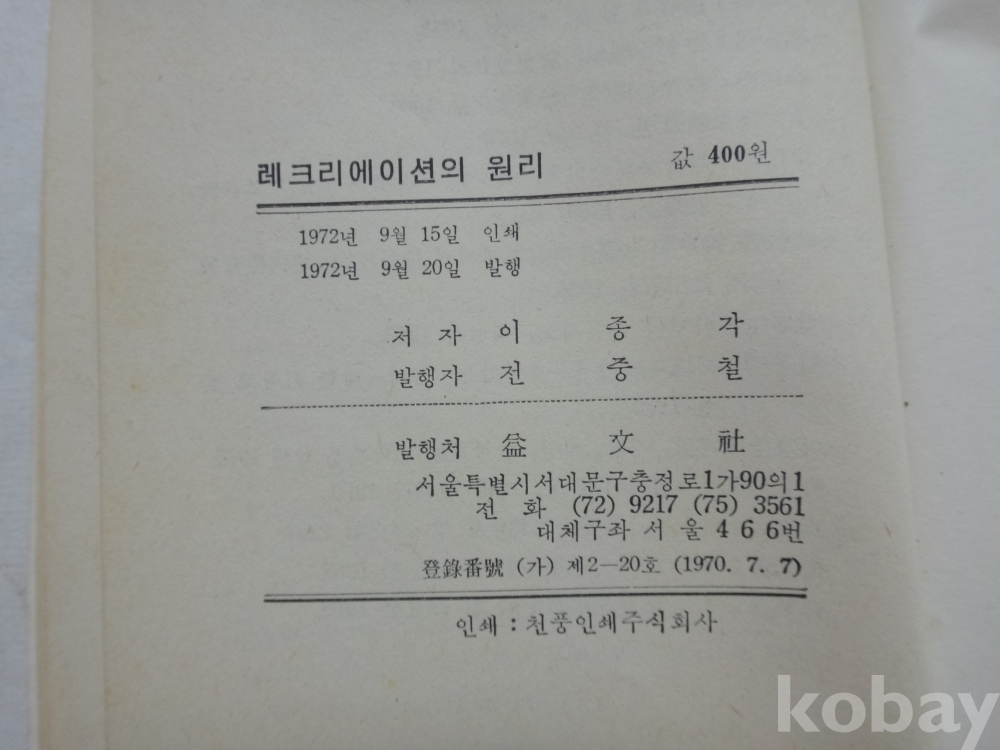 레크리에이션의 원리 값 400원
1972년 9월 15일 인쇄
1972년 9월 20일 발행
저 자 이 종 각
발행자 전 중 철
발행처 益 文 社
서울특별시서대문구충정로1가90의1
전 화 (72) 9217 (75) 3561
대체구좌 서 울 4 6 6번
登錄番號 (가) 제2—20호 (1970. 7. 7)
인쇄 : 천풍인쇄주식회사
kobay